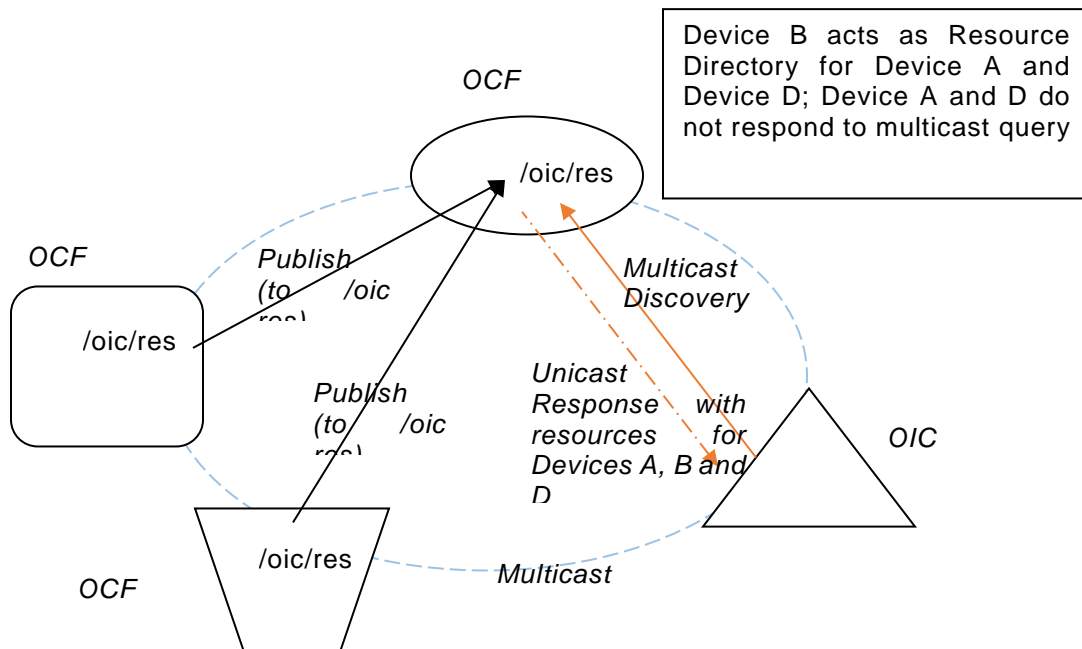 Device B acts as Resource
Directory for Device A and
Device D; Device A and D do
not respond to multicast query
OCF
/oic/res
OCF
Publish
(to /oic
res)
Multicast
Discovery
/oic/res
Publish
(to /oic
res)
Unicast
Response with
resources for
Devices A, B and
D
OIC
/oic/res
Multicast
OCF